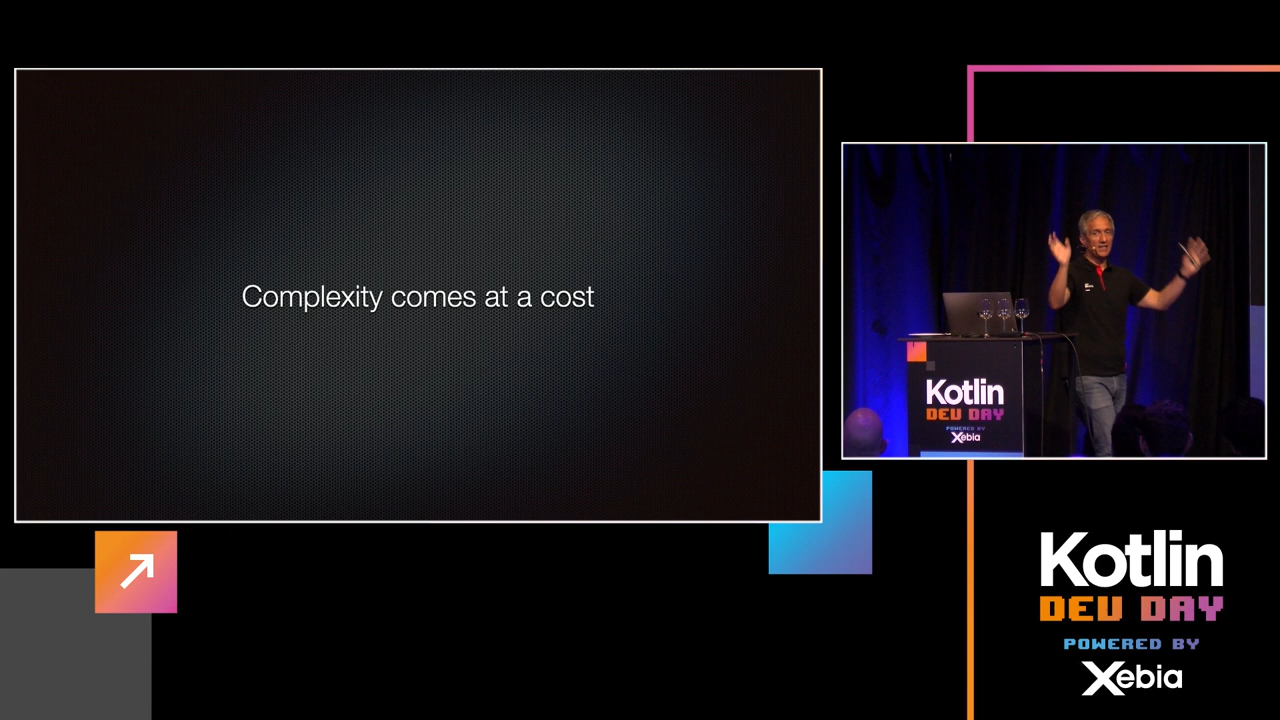 Complexity comes at a cost
Kotlin
DEV DAY
POWERED BY
Xebia
Kotlin
DEV DAY
POWERED BY
Xebia